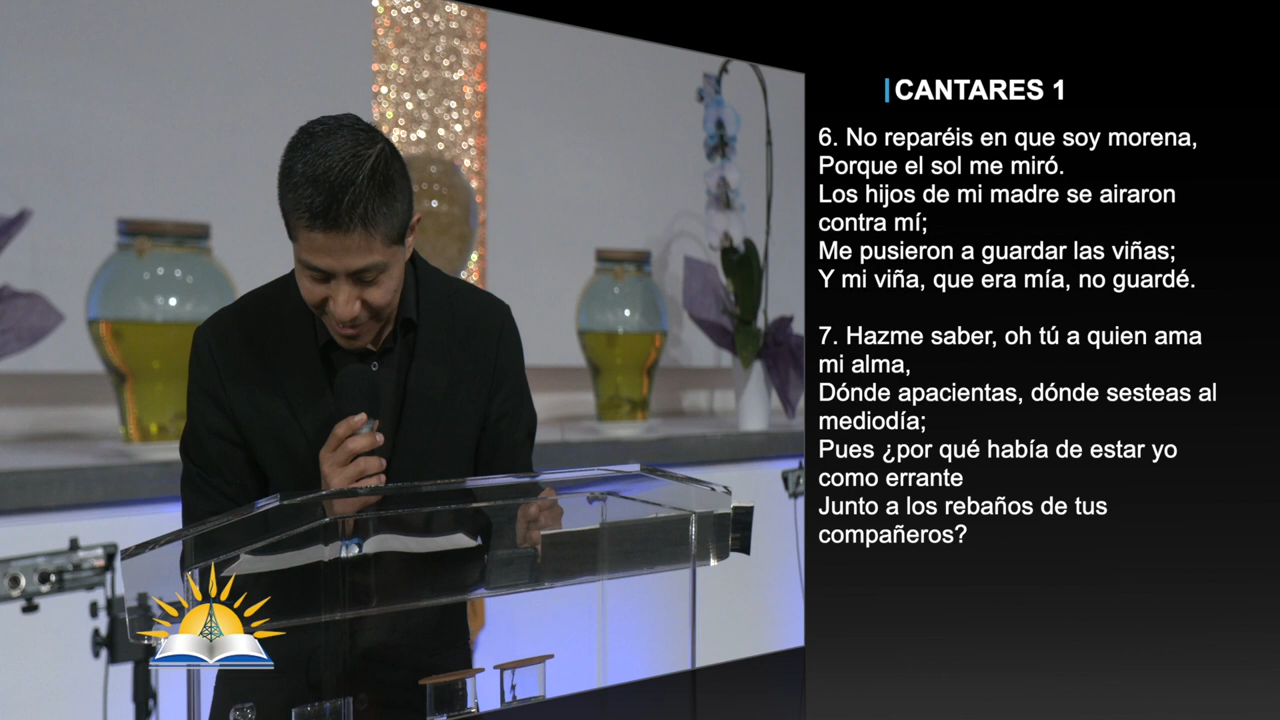 CANTARES 1
6. No reparéis en que soy morena,
Porque el sol me miró.
Los hijos de mi madre se airaron
contra mí;
Me pusieron a guardar las viñas;
Y mi viña, que era mía, no guardé.
7. Hazme saber, oh tú a quien ama
mi alma,
Dónde apacientas, dónde sesteas al
mediodía;
Pues ¿por qué había de estar yo
como errante
Junto a los rebaños de tus
compañeros?